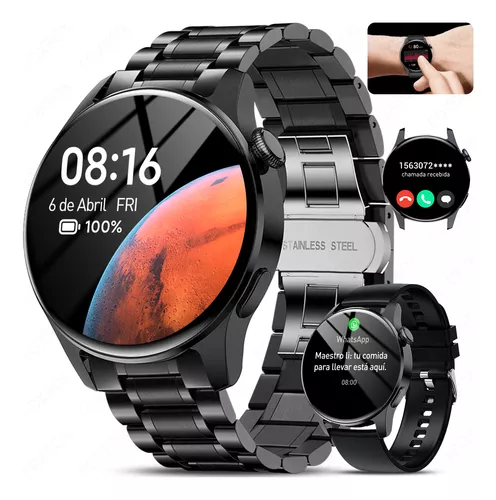 08:16
6 de Abril FRI
100%
STAINLESS STEEL
80
1563072****
chamada recebida
WhatsApp
Maestro li: tu comida
para llevar está aquí.
08:00